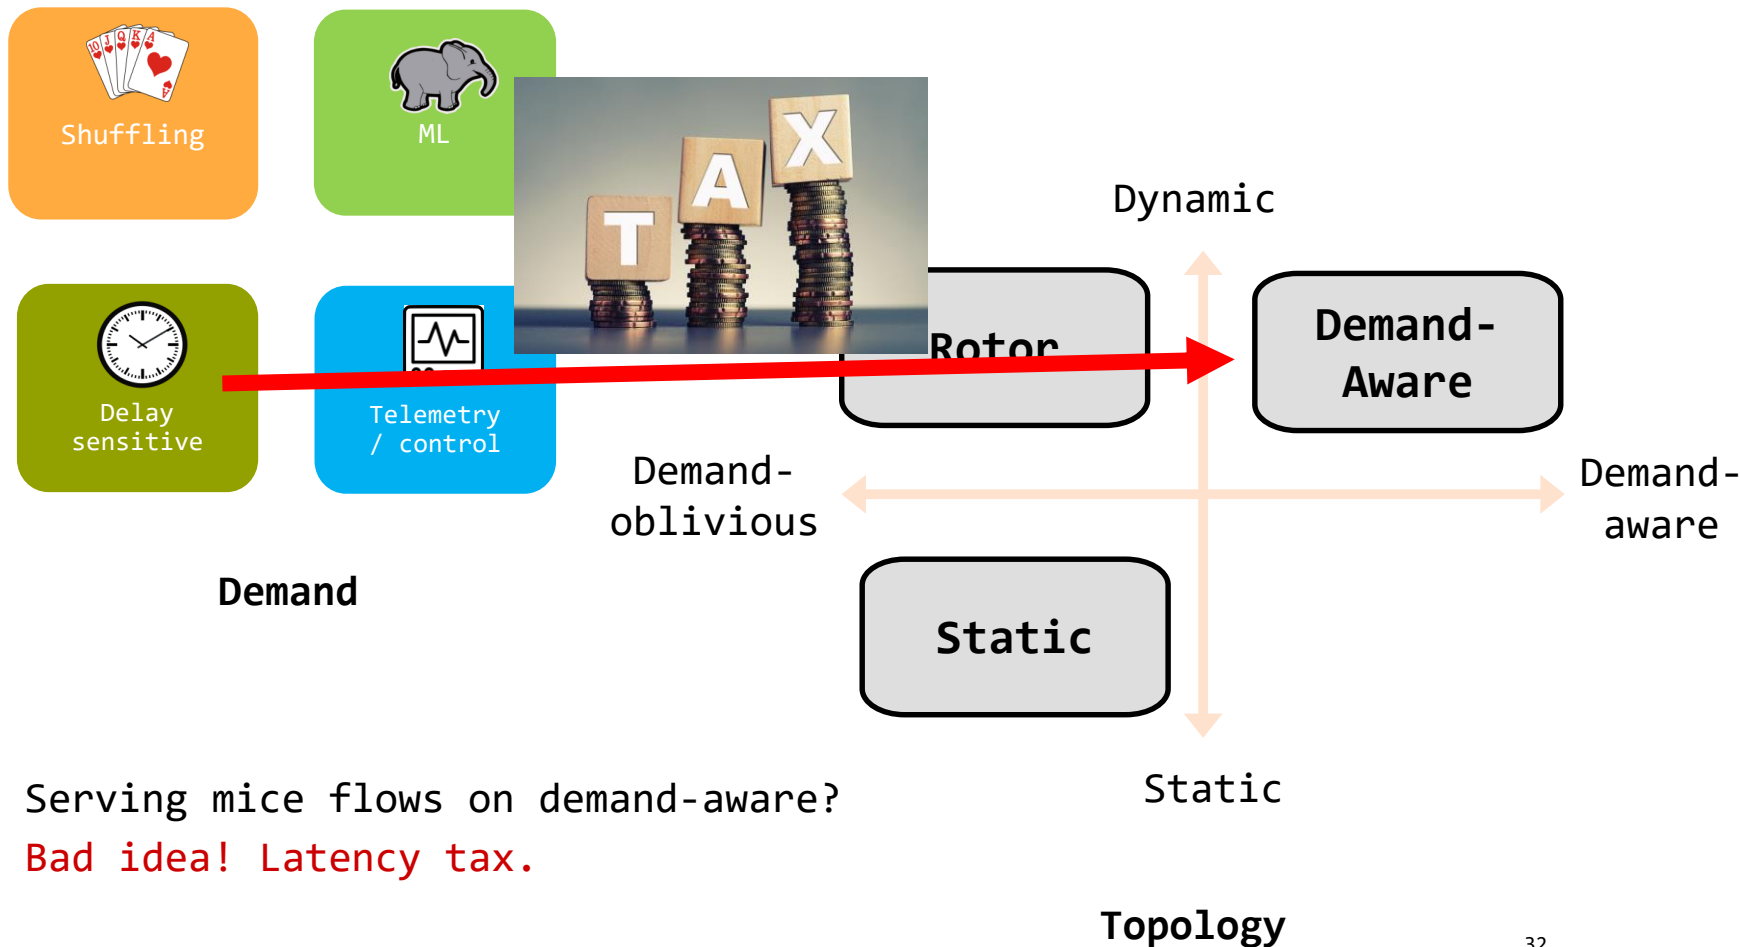 Shuffling
ML
TAX
Dynamic
Delay
sensitive
Telemetry
/ control
Rotor
Demand-
Aware
Demand-
oblivious
Demand-
aware
Demand
Static
Serving mice flows on demand-aware?
Bad idea! Latency tax.
Static
Topology
32